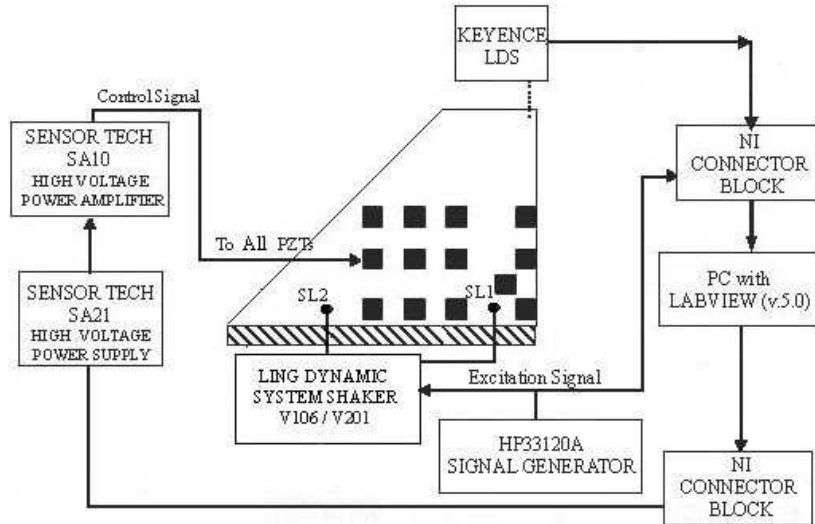 KEYENCE
LDS
Control Signal
SENSOR TECH
SA10
HIGH VOLTAGE
POWER AMPLIFIER
NI
CONNECTOR
BLOCK
To All PZTs
SENSOR TECH
SA21
HIGH VOLTAGE
POWER SUPPLY
PC with
LABVIEW (v.5.0)
SL2
SL1
LING DYNAMIC
SYSTEM SHAKER
V106 / V201
Excitation Signal
HP33120A
SIGNAL GENERATOR
NI
CONNECTOR
BLOCK